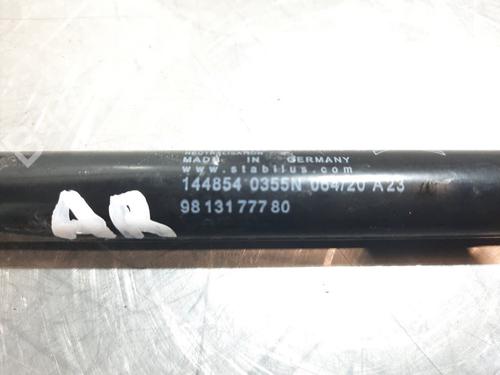 MADE IN GERMANY
www.stabilus.com
144854 0355N 064/20 A23
98 131 777 80
AR